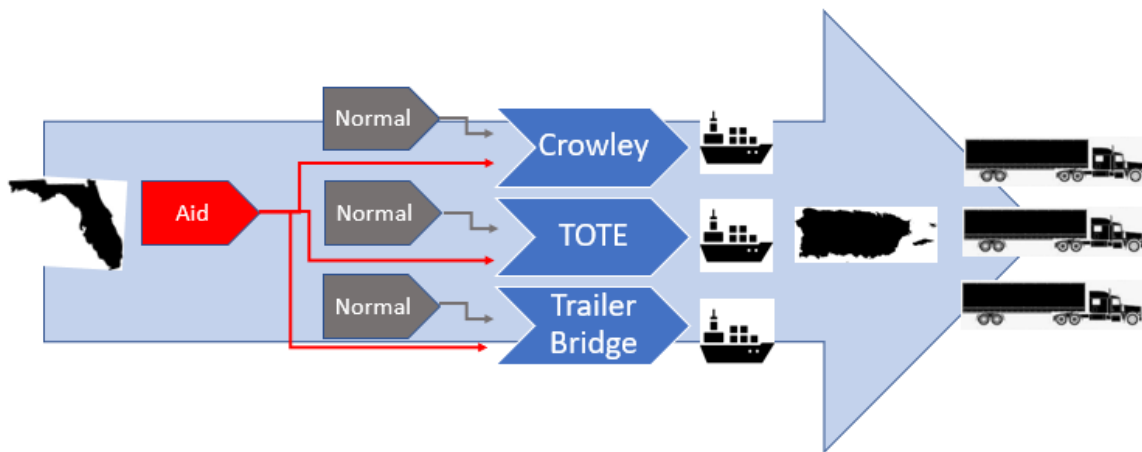 Normal
Crowley
Aid
Normal
TOTE
Normal
Trailer
Bridge